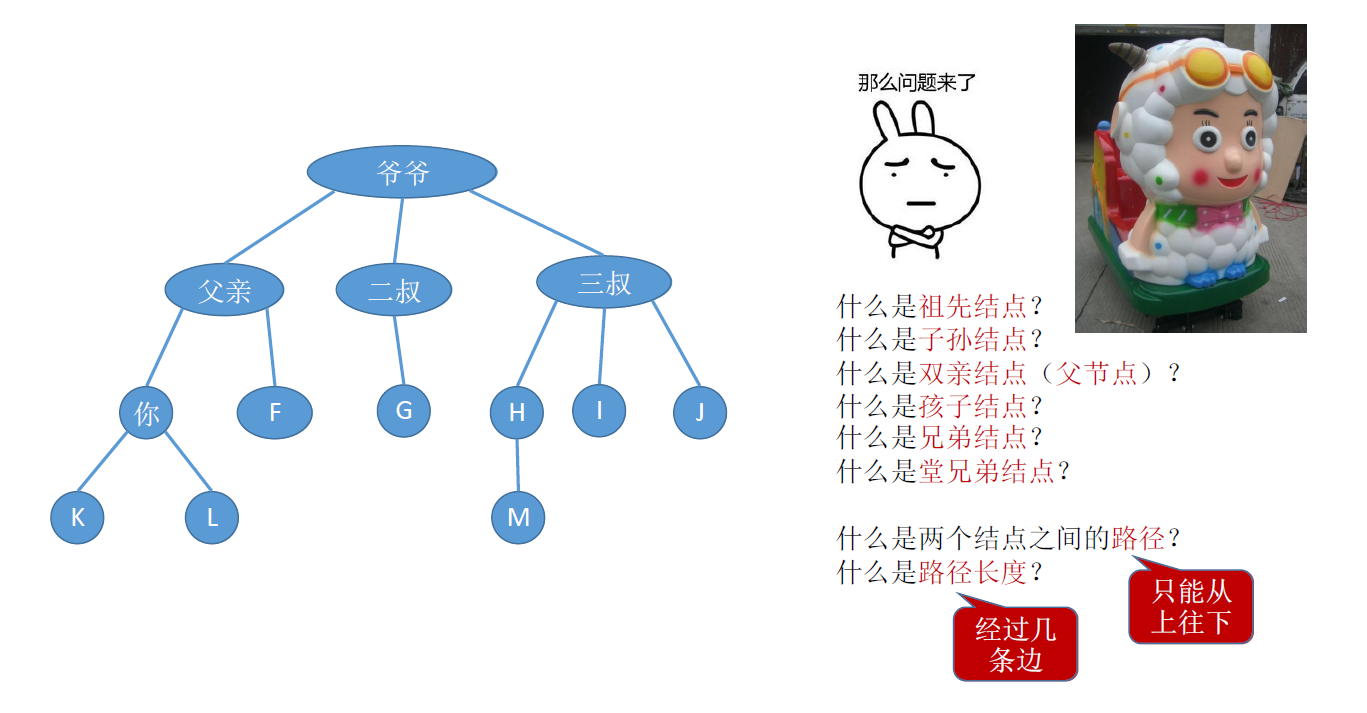 那么问题来了
爷爷
父亲
二叔
三叔
你
F
G
H
I
J
K
L
M
什么是祖先结点？
什么是子孙结点？
什么是双亲结点（父节点）？
什么是孩子结点？
什么是兄弟结点？
什么是堂兄弟结点？
什么是两个结点之间的路径？
什么是路径长度？
只能从
上往下
经过几
条边